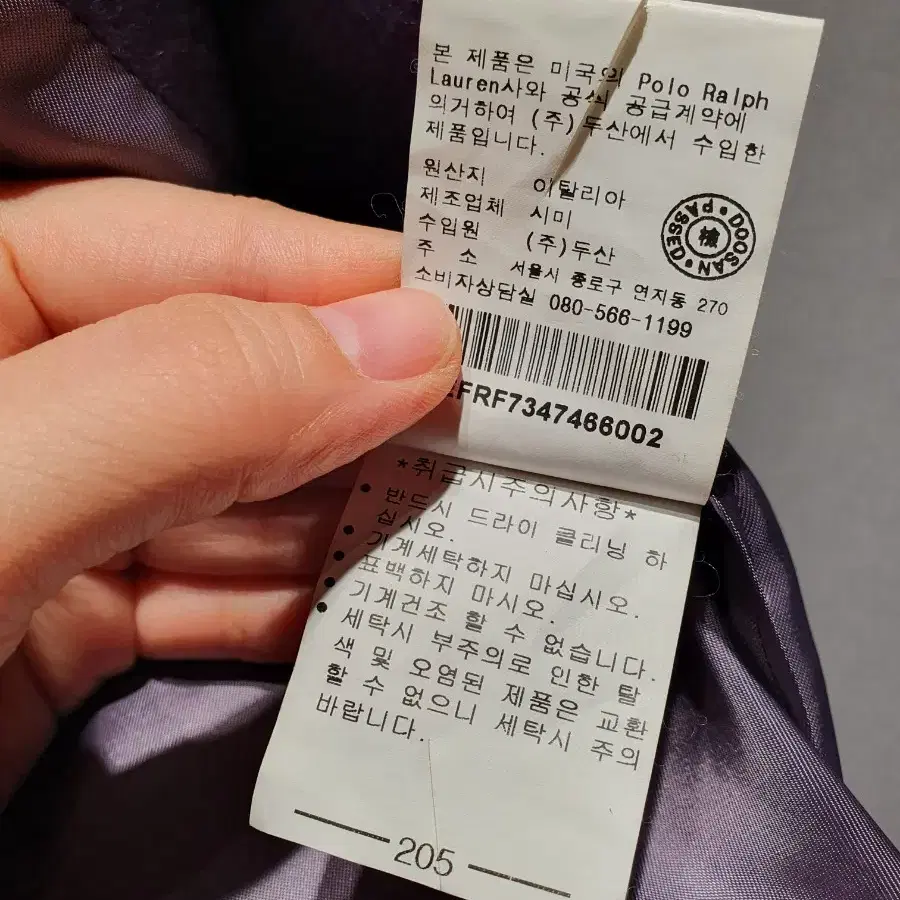 본 제품은 미국의 Polo Ralph
Lauren사와 공식 공급계약에
의거하여 (주)두산에서 수입한
제품입니다.
원산지 이탈리아
제조업체 시미
수입원 (주)두산
주 소 서울시 종로구 연지동 270
소비자상담실 080-566-1199
DOOSAN•PASSED•
檢
FRF7347466002
*취급시주의사항*
• 반드시 드라이 클리닝 하
십시오.
• 기계세탁하지 마십시오.
• 표백하지 마시오.
• 기계건조 할 수 없습니다.
• 세탁시 부주의로 인한 탈
색 및 오염된 제품은 교환
할 수 없으니 세탁시 주의
바랍니다.
205